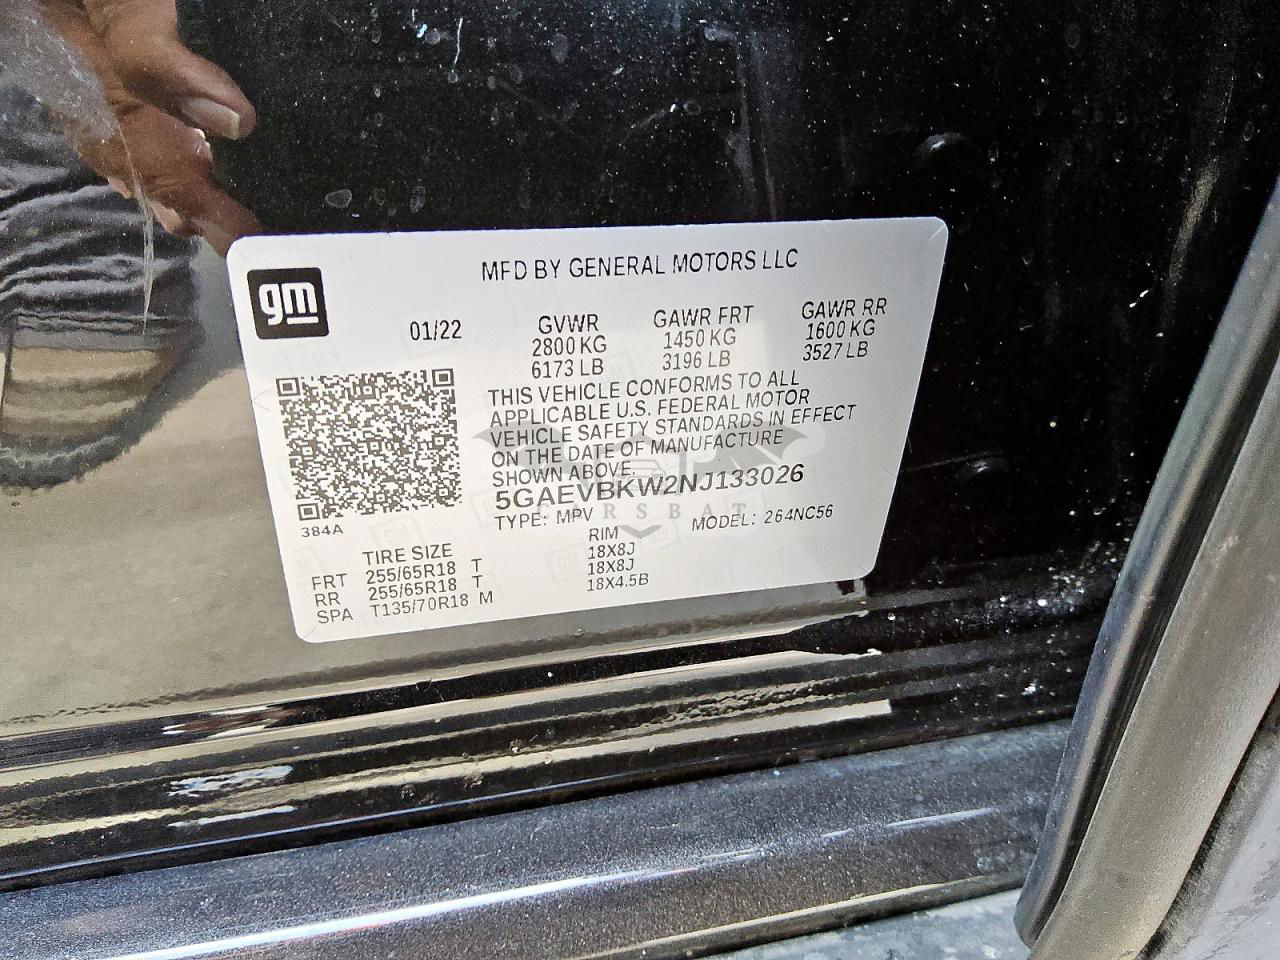 MFD BY GENERAL MOTORS LLC
gm
01/22
GVWR
2800 KG
6173 LB
GAWR FRT
1450 KG
3196 LB
GAWR RR
1600 KG
3527 LB
THIS VEHICLE CONFORMS TO ALL
APPLICABLE U.S. FEDERAL MOTOR
VEHICLE SAFETY STANDARDS IN EFFECT
ON THE DATE OF MANUFACTURE
SHOWN ABOVE.
5GAEVBKW2NJ133026
TYPE: MPV MODEL: 264NC56
384A
TIRE SIZE RIM
FRT 255/65R18 T 18X8J
RR 255/65R18 T 18X8J
SPA T135/70R18 M 18X4.5B